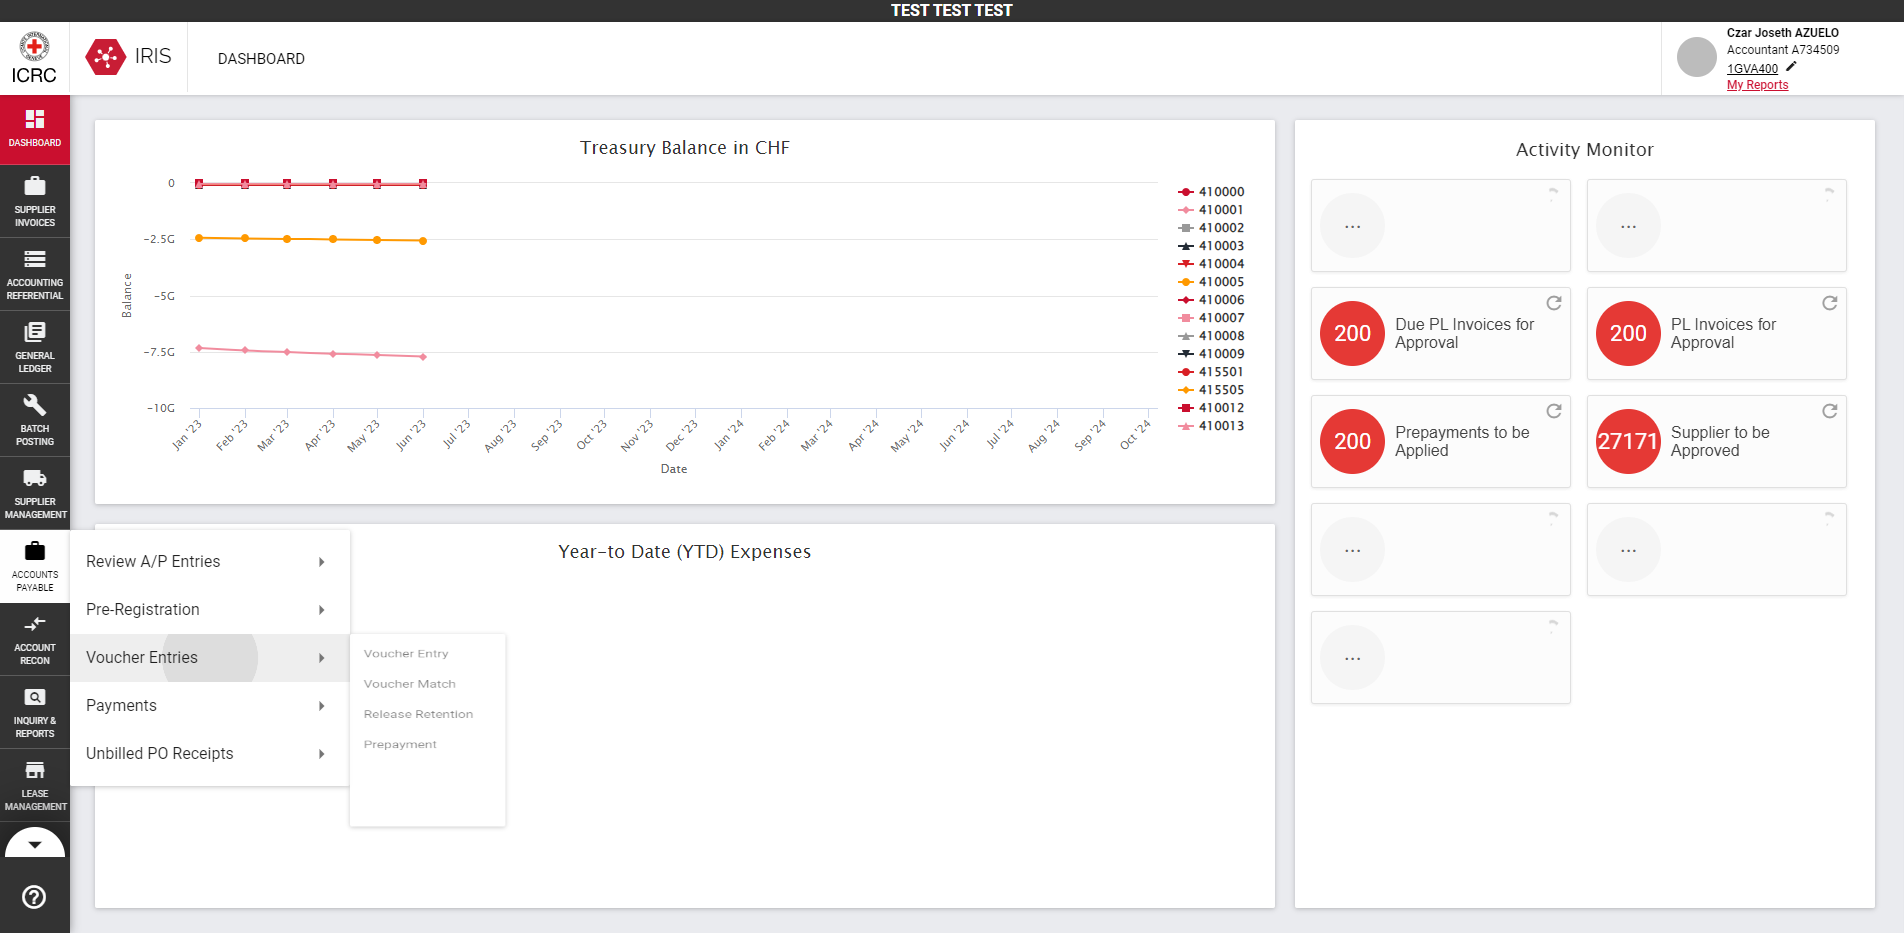 TEST TEST TEST
ICRC
IRIS
DASHBOARD
Czar Joseth AZUELO
Accountant A734509
1GVA400
My Reports
DASHBOARD
SUPPLIER
INVOICES
ACCOUNTING
REFERENTIAL
GENERAL
LEDGER
BATCH
POSTING
SUPPLIER
MANAGEMENT
ACCOUNTS
PAYABLE
ACCOUNT
RECON
INQUIRY &
REPORTS
LEASE
MANAGEMENT
Treasury Balance in CHF
0
-2.5G
-5G
-7.5G
-10G
Balance
Jan '23
Feb '23
Mar '23
Apr '23
May '23
Jun '23
Jul '23
Aug '23
Sep '23
Oct '23
Nov '23
Dec '23
Jan '24
Feb '24
Mar '24
Apr '24
May '24
Jun '24
Jul '24
Aug '24
Sep '24
Oct '24
Date
410000
410001
410002
410003
410004
410005
410006
410007
410008
410009
415501
415505
410012
410013
Review A/P Entries
Pre-Registration
Voucher Entries
Payments
Unbilled PO Receipts
Voucher Entry
Voucher Match
Release Retention
Prepayment
Year-to Date (YTD) Expenses
Activity Monitor
...
...
200
Due PL Invoices for
Approval
200
PL Invoices for
Approval
200
Prepayments to be
Applied
27171
Supplier to be
Approved
...
...
...